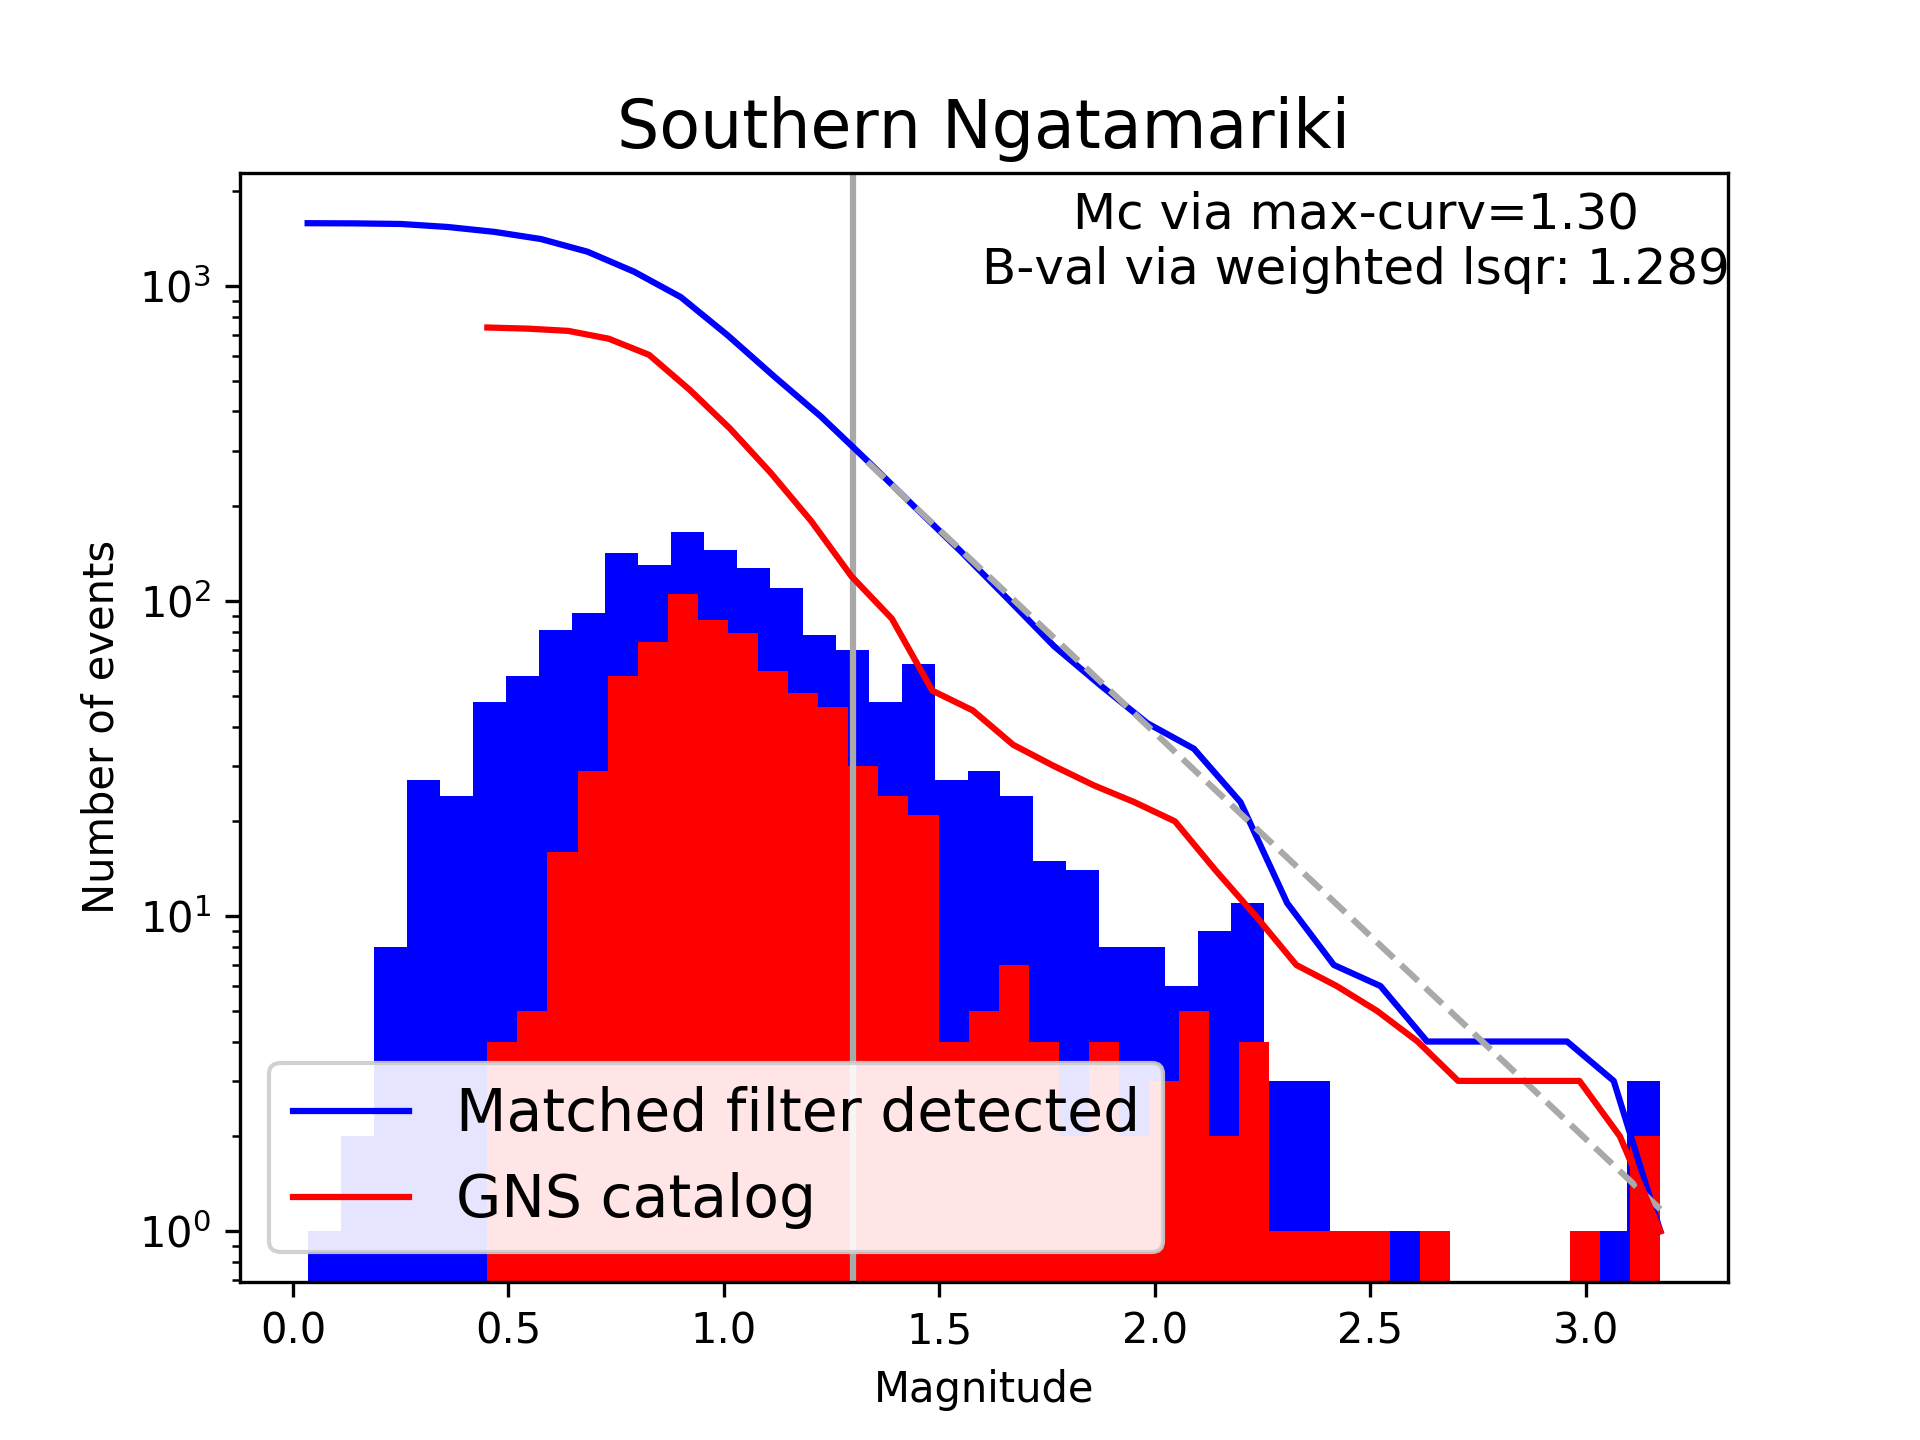 Southern Ngatamariki
Mc via max-curv=1.30
B-val via weighted lsqr: 1.289
Number of events
10³
10²
10¹
10⁰
Matched filter detected
GNS catalog
0.0 0.5 1.0 1.5 2.0 2.5 3.0
Magnitude